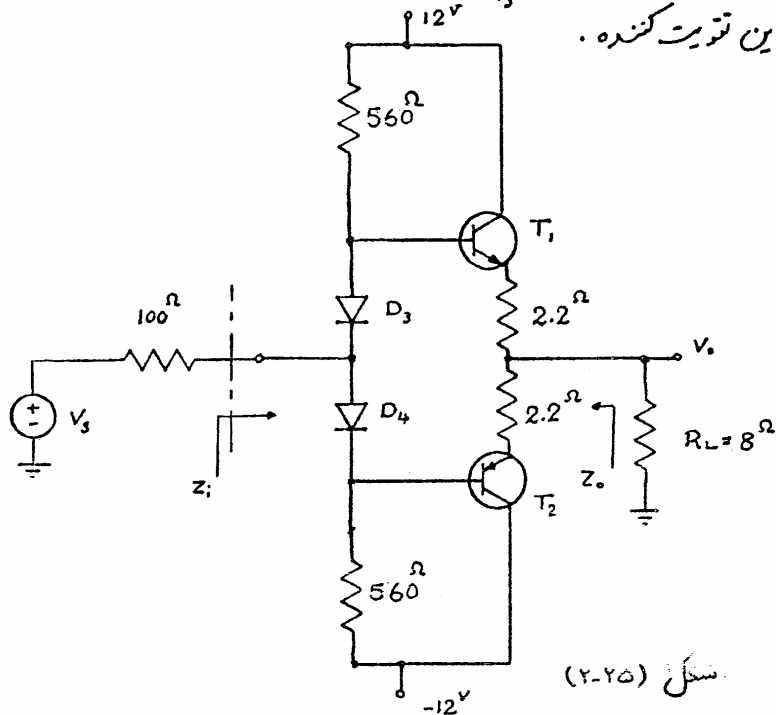 ین تقویت کننده .
12ᵛ
560Ω
T₁
D₃
2.2Ω
100Ω
Vₒ
Vₛ
D₄
2.2Ω
Zᵢ
Zₒ
R_L = 8Ω
T₂
560Ω
-12ᵛ
شکل (۲-۲۵)